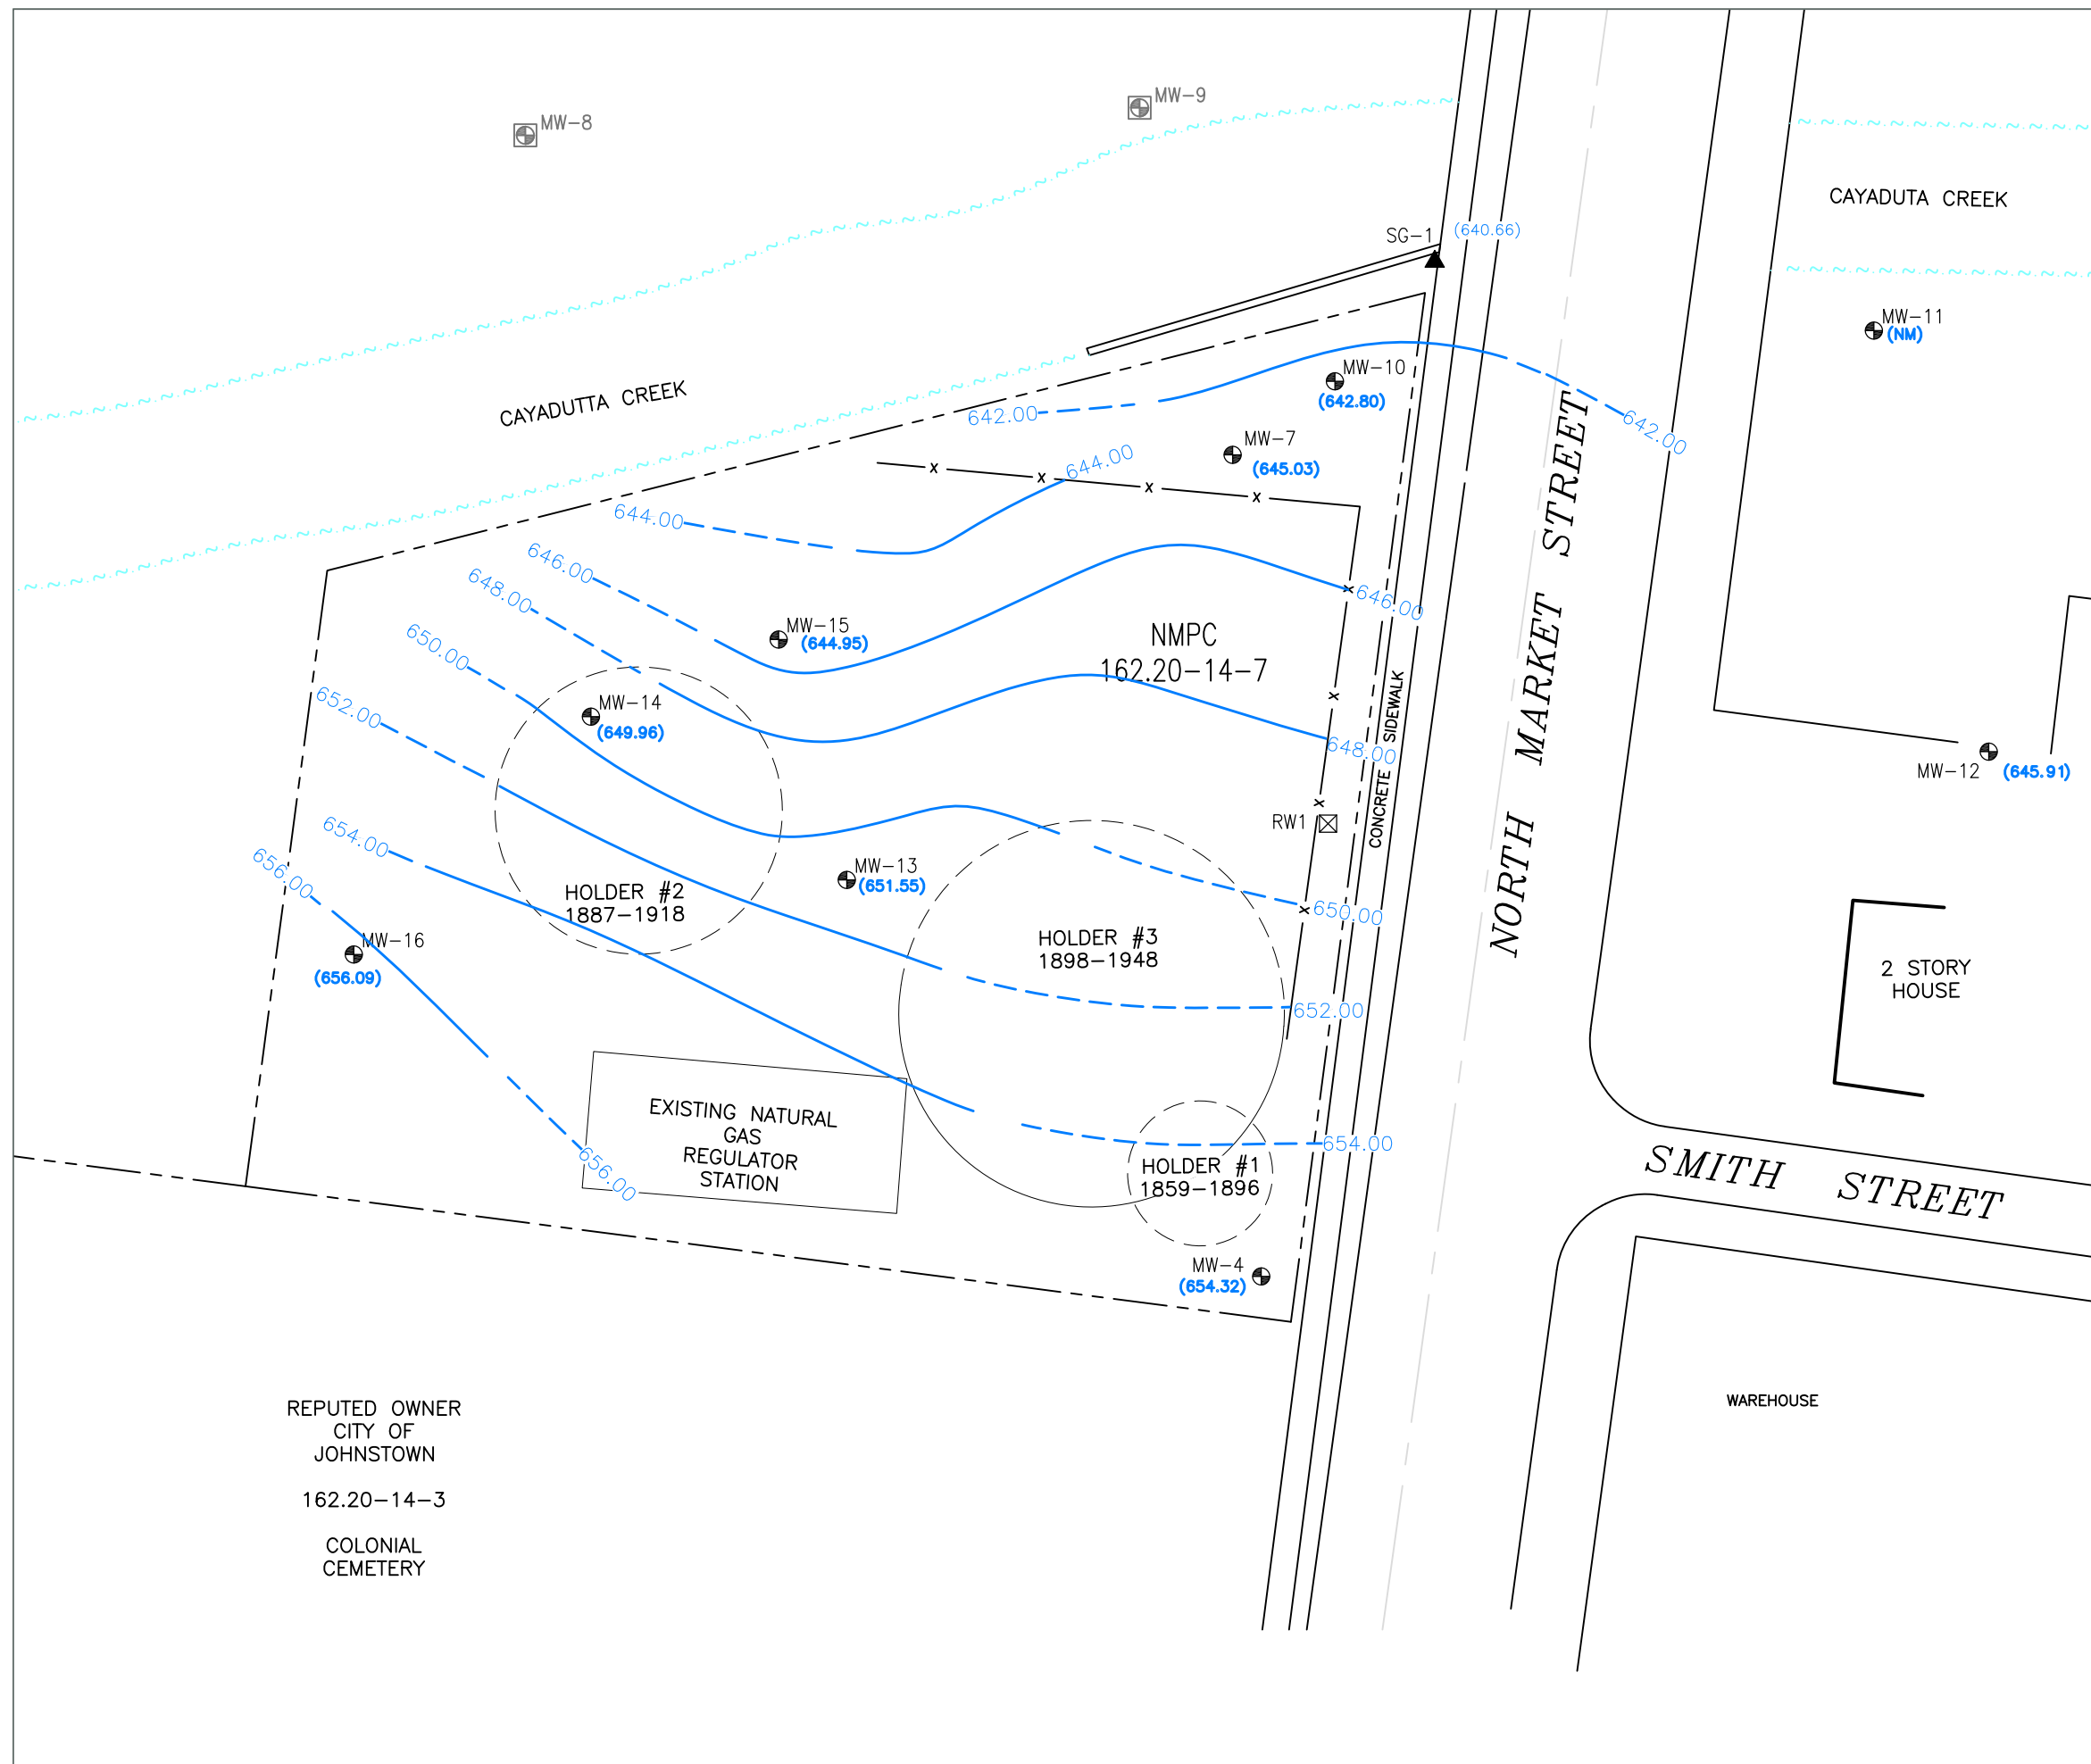 MW-9
MW-8
CAYADUTA CREEK
SG-1
(640.66)
MW-11
(NM)
MW-10
(642.80)
CAYADUTTA CREEK
642.00
642.00
MW-7
(645.03)
644.00
644.00
646.00
648.00
646.00
MW-15
(644.95)
NMPC
162.20-14-7
650.00
652.00
MW-14
(649.96)
648.00
CONCRETE SIDEWALK
NORTH MARKET STREET
MW-12
(645.91)
RW1
654.00
656.00
MW-13
(651.55)
HOLDER #2
1887-1918
650.00
MW-16
(656.09)
HOLDER #3
1898-1948
2 STORY
HOUSE
652.00
EXISTING NATURAL
GAS
REGULATOR
STATION
656.00
654.00
HOLDER #1
1859-1896
SMITH STREET
MW-4
(654.32)
WAREHOUSE
REPUTED OWNER
CITY OF
JOHNSTOWN
162.20-14-3
COLONIAL
CEMETERY